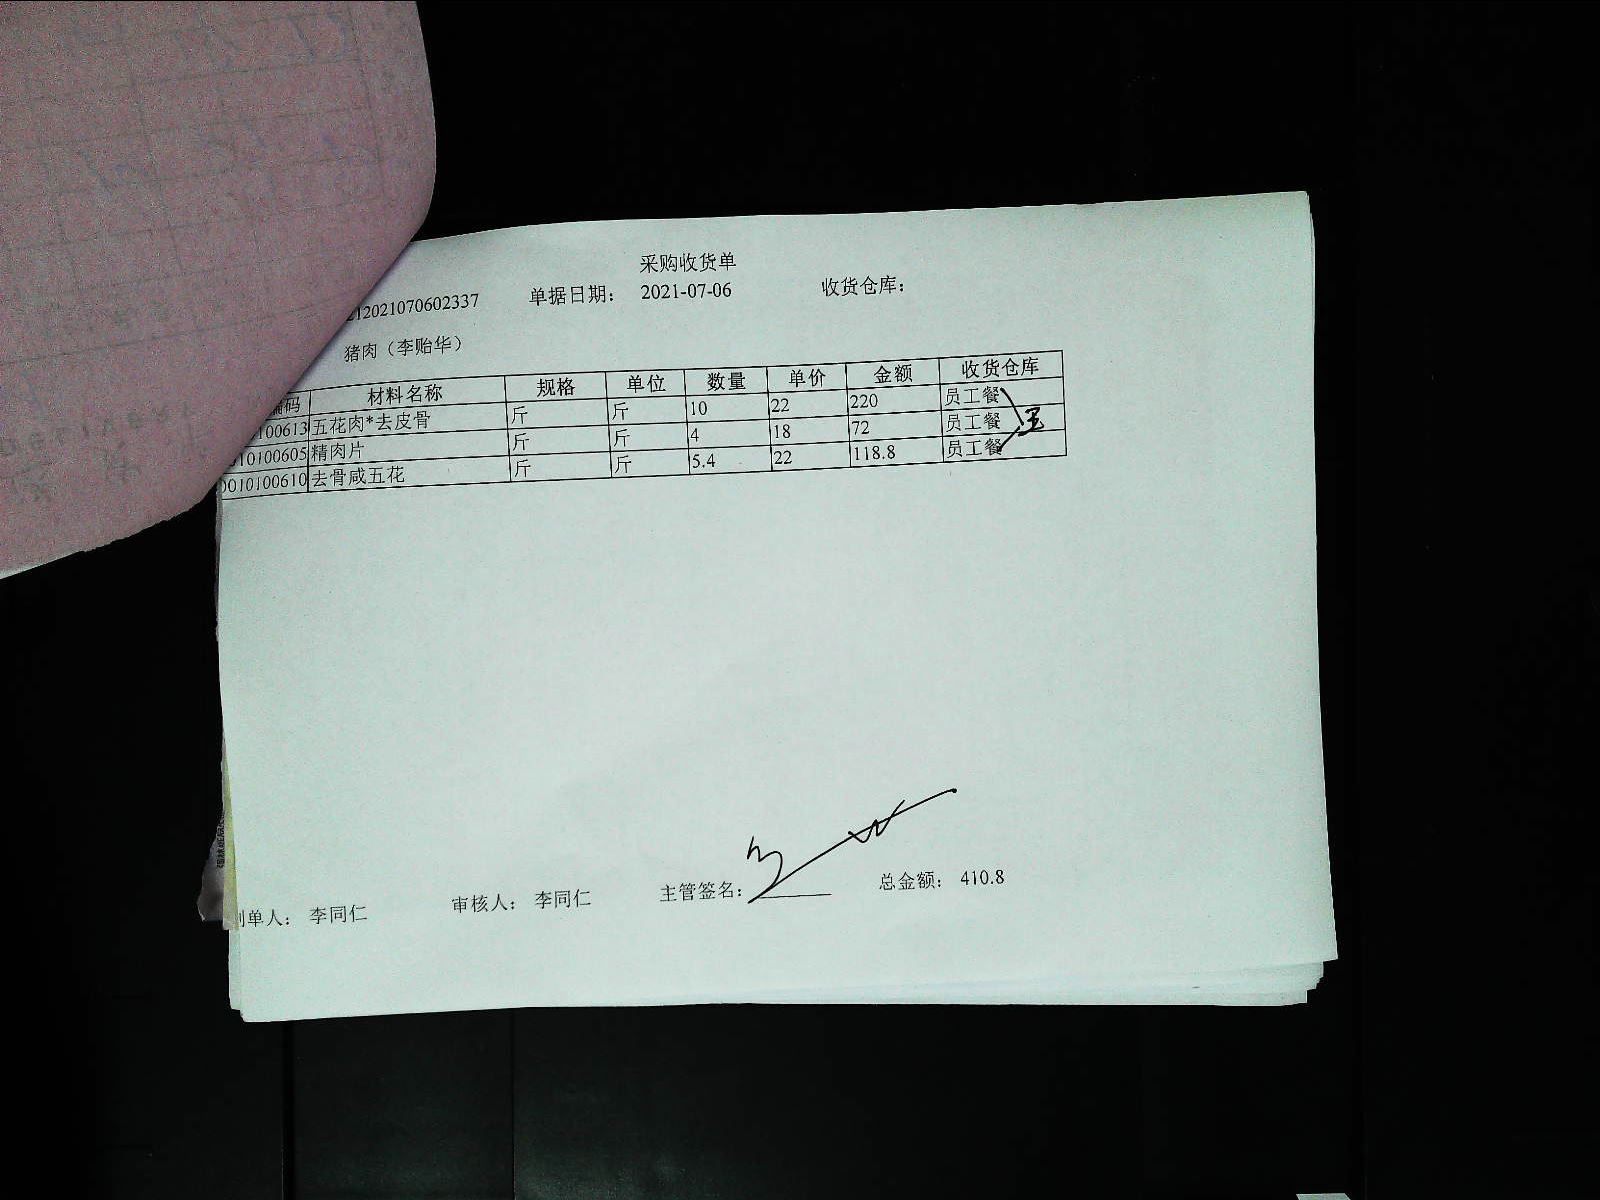 采购收货单
212021070602337 单据日期： 2021-07-06 收货仓库：
猪肉（李贻华）
编码 材料名称 规格 单位 数量 单价 金额 收货仓库
100613 五花肉*去皮骨 斤 斤 10 22 220 员工餐
010100605 精肉片 斤 斤 4 18 72 员工餐
0010100610 去骨咸五花 斤 斤 5.4 22 118.8 员工餐
制单人： 李同仁 审核人： 李同仁 主管签名： 总金额： 410.8